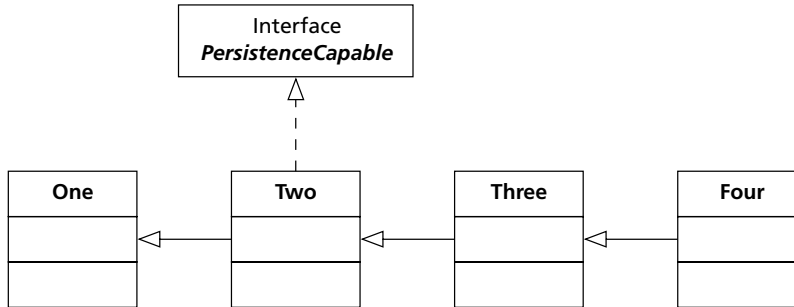 Interface
PersistenceCapable
One
Two
Three
Four